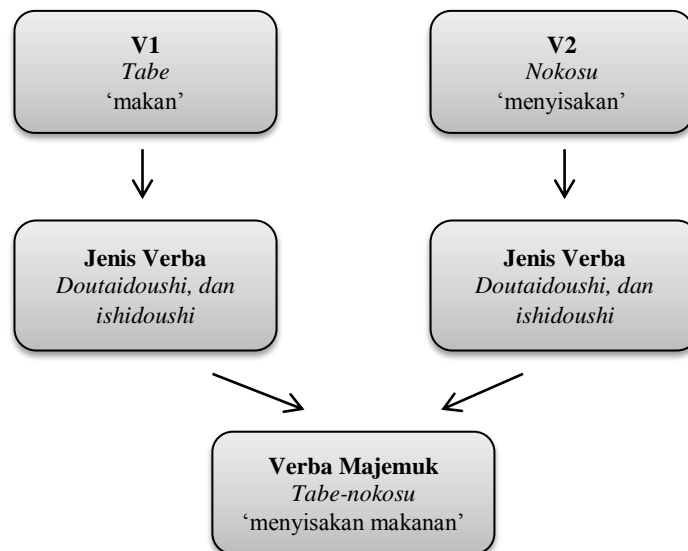 V1
Tabe
‘makan’
V2
Nokosu
‘menyisakan’
Jenis Verba
Doutaidoushi, dan
ishidoushi
Jenis Verba
Doutaidoushi, dan
ishidoushi
Verba Majemuk
Tabe-nokosu
‘menyisakan makanan’